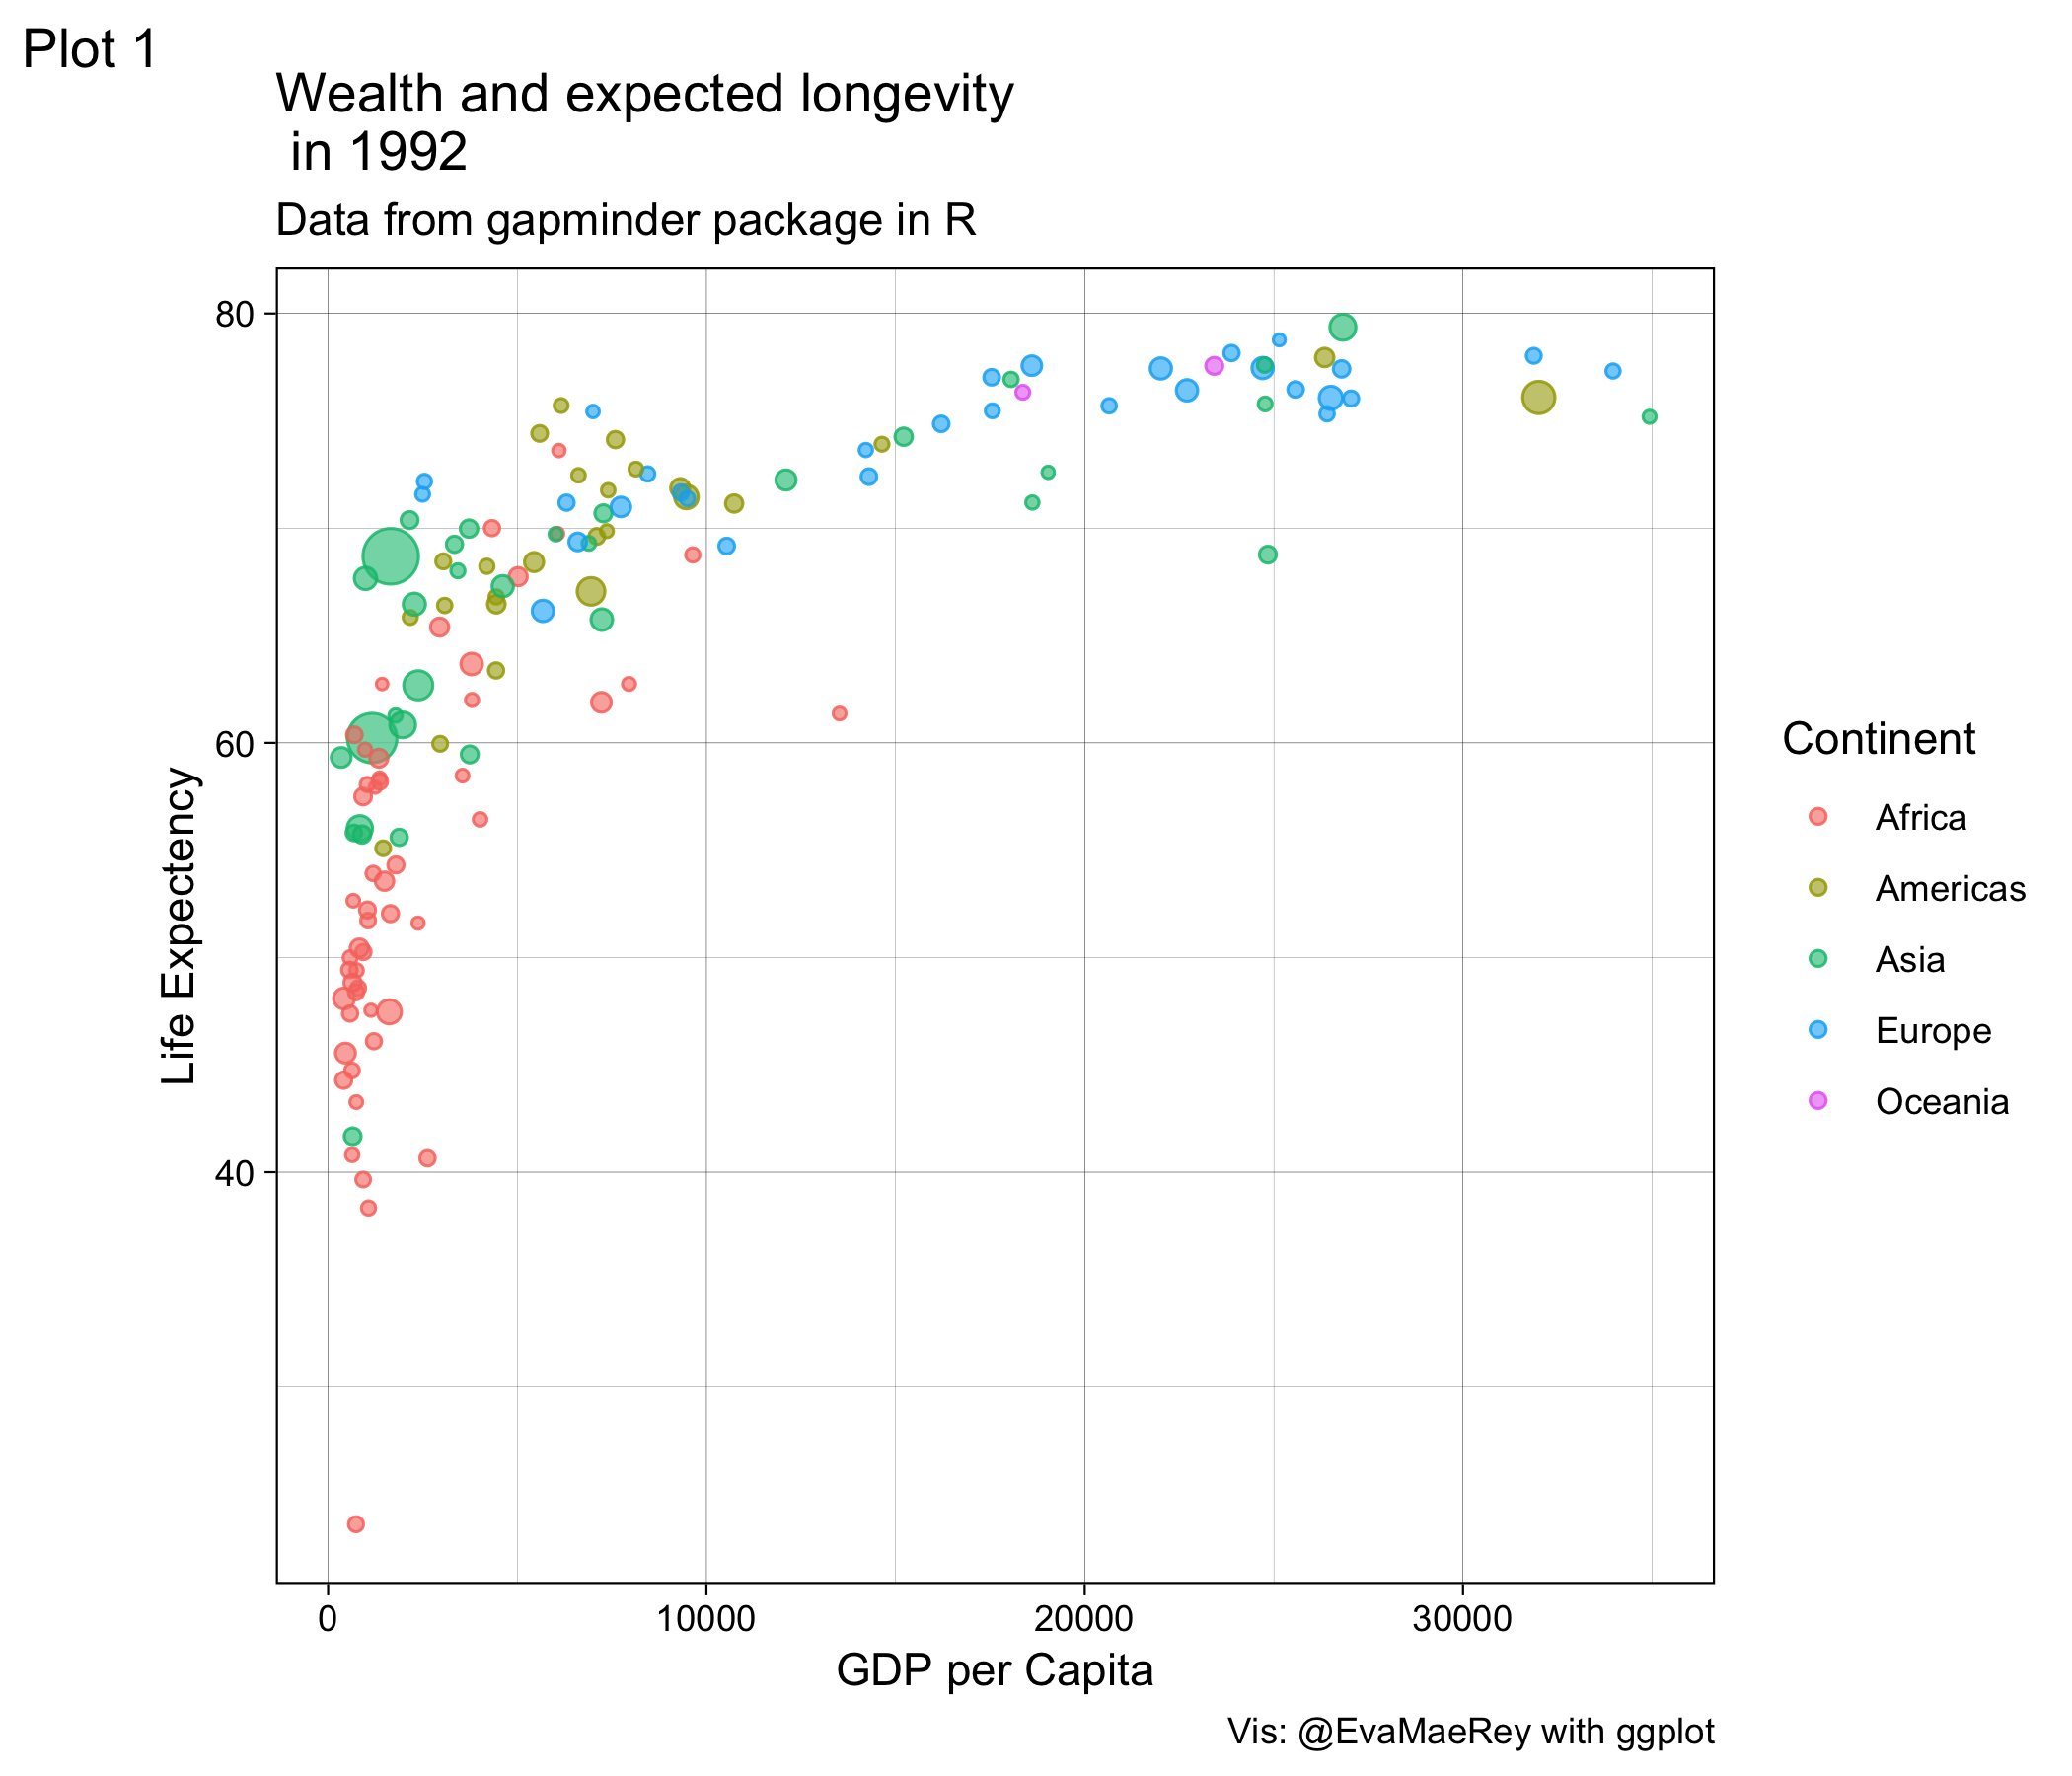 Plot 1
Wealth and expected longevity
in 1992
Data from gapminder package in R
80
60
40
Life Expectency
0 10000 20000 30000
GDP per Capita
Continent
Africa
Americas
Asia
Europe
Oceania
Vis: @EvaMaeRey with ggplot